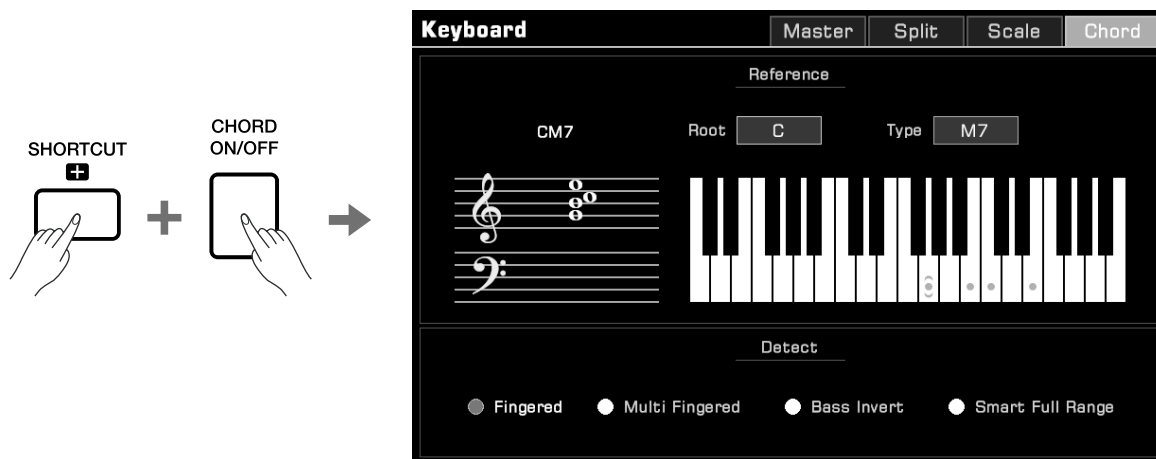 SHORTCUT
CHORD
ON/OFF
Keyboard
Master
Split
Scale
Chord
Reference
CM7
Root
C
Type
M7
Detect
Fingered
Multi Fingered
Bass Invert
Smart Full Range